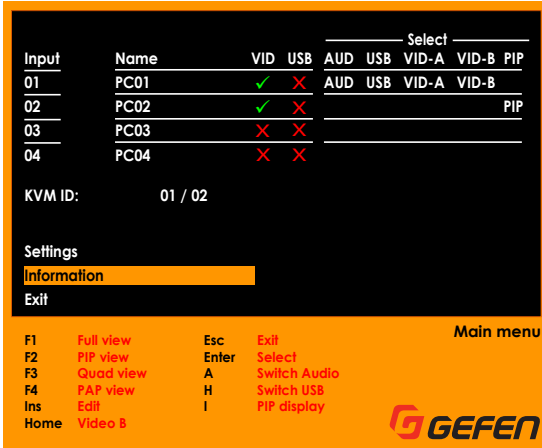 Select
Input Name VID USB AUD USB VID-A VID-B PIP
01 PC01 ✓ X AUD USB VID-A VID-B
02 PC02 ✓ X PIP
03 PC03 X X
04 PC04 X X
KVM ID: 01 / 02
Settings
Information
Exit
Main menu
F1 Full view Esc Exit
F2 PIP view Enter Select
F3 Quad view A Switch Audio
F4 PAP view H Switch USB
Ins Edit I PIP display
Home Video B
GEFEN